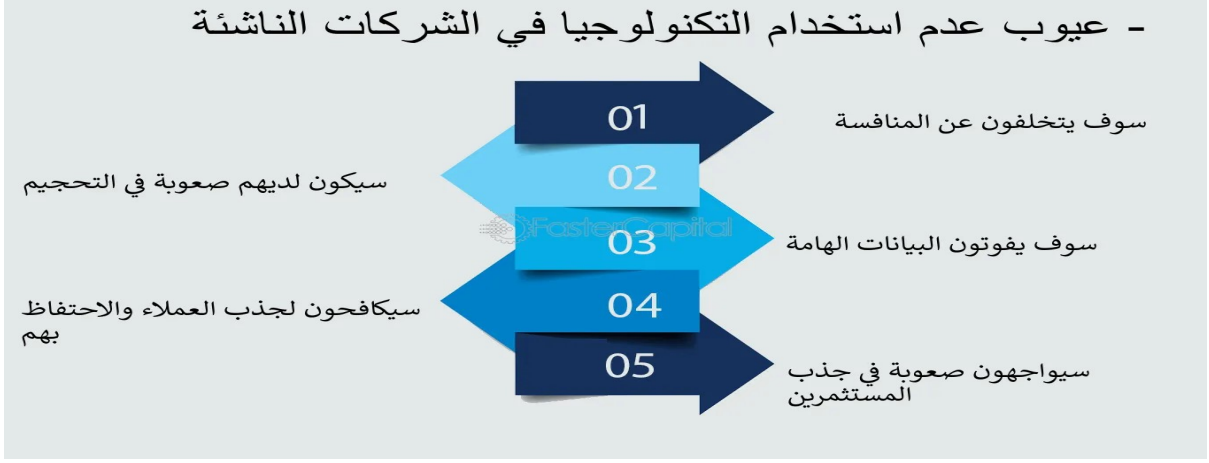 - عيوب عدم استخدام التكنولوجيا في الشركات الناشئة
01
سوف يتخلفون عن المنافسة
02
سيكون لديهم صعوبة في التحجيم
FasterCapital
03
سوف يفوتون البيانات الهامة
04
سيكافحون لجذب العملاء والاحتفاظ
بهم
05
سيواجهون صعوبة في جذب
المستثمرين